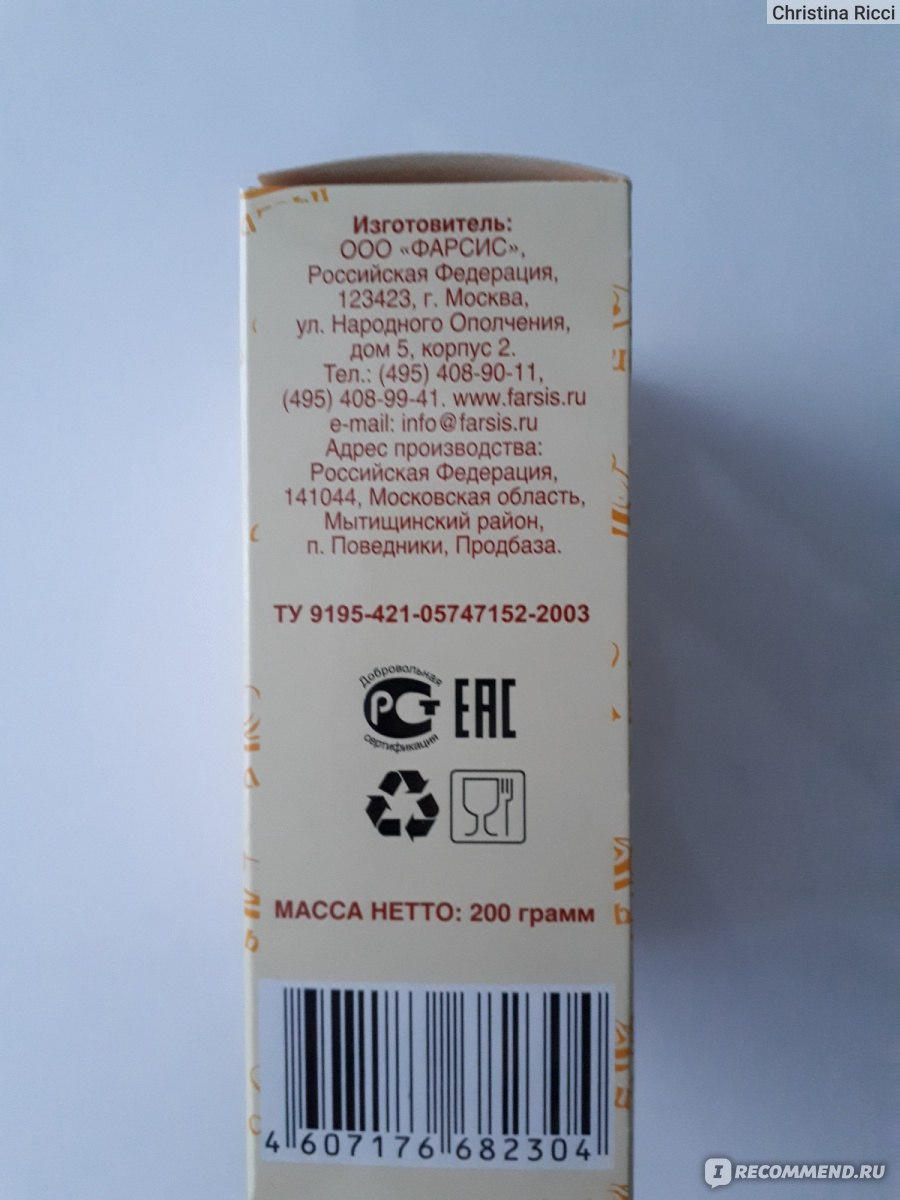 Christina Ricci
Изготовитель:
ООО «ФАРСИС»,
Российская Федерация,
123423, г. Москва,
ул. Народного Ополчения,
дом 5, корпус 2.
Тел.: (495) 408-90-11,
(495) 408-99-41. www.farsis.ru
e-mail: info@farsis.ru
Адрес производства:
Российская Федерация,
141044, Московская область,
Мытищинский район,
п. Поведники, Продбаза.
ТУ 9195-421-05747152-2003
Добровольная
РСТ EAC
сертификация
МАССА НЕТТО: 200 грамм
4 607176 682304
IRECOMMEND.RU